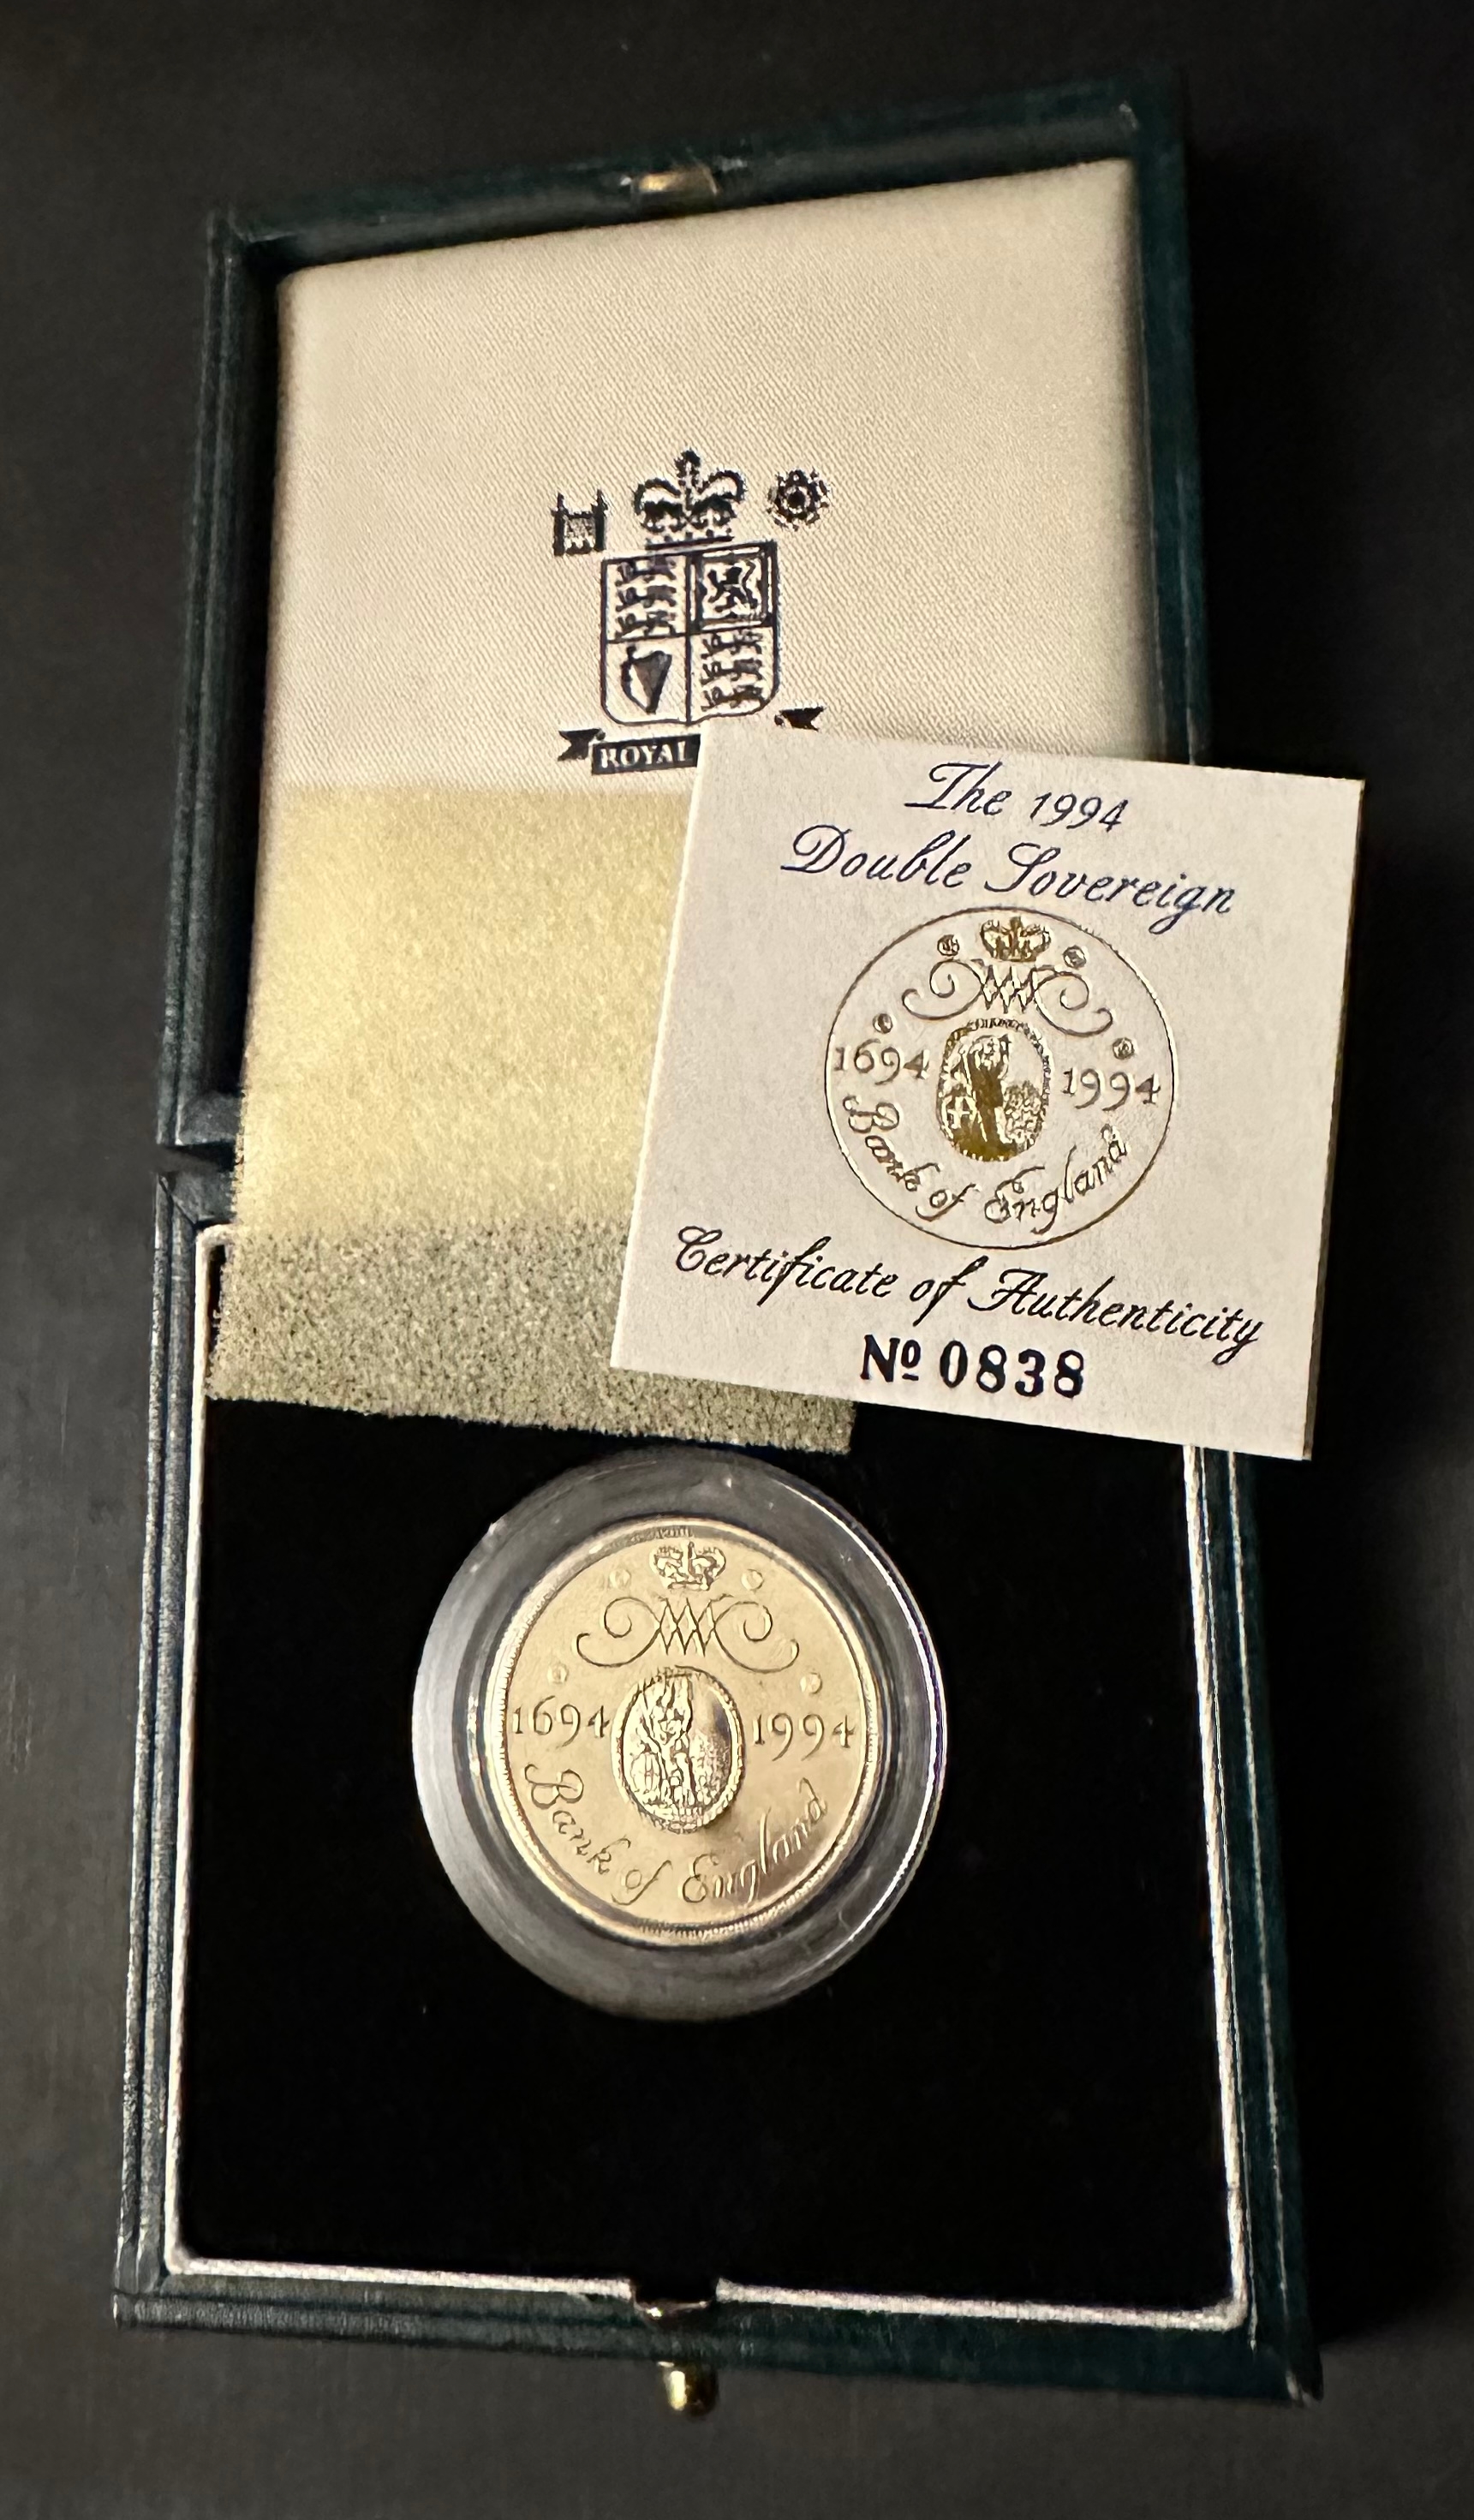 ROYAL
The 1994
Double Sovereign
1694 1994
Bank of England
Certificate of Authenticity
Nº 0838
1694 1994
Bank of England